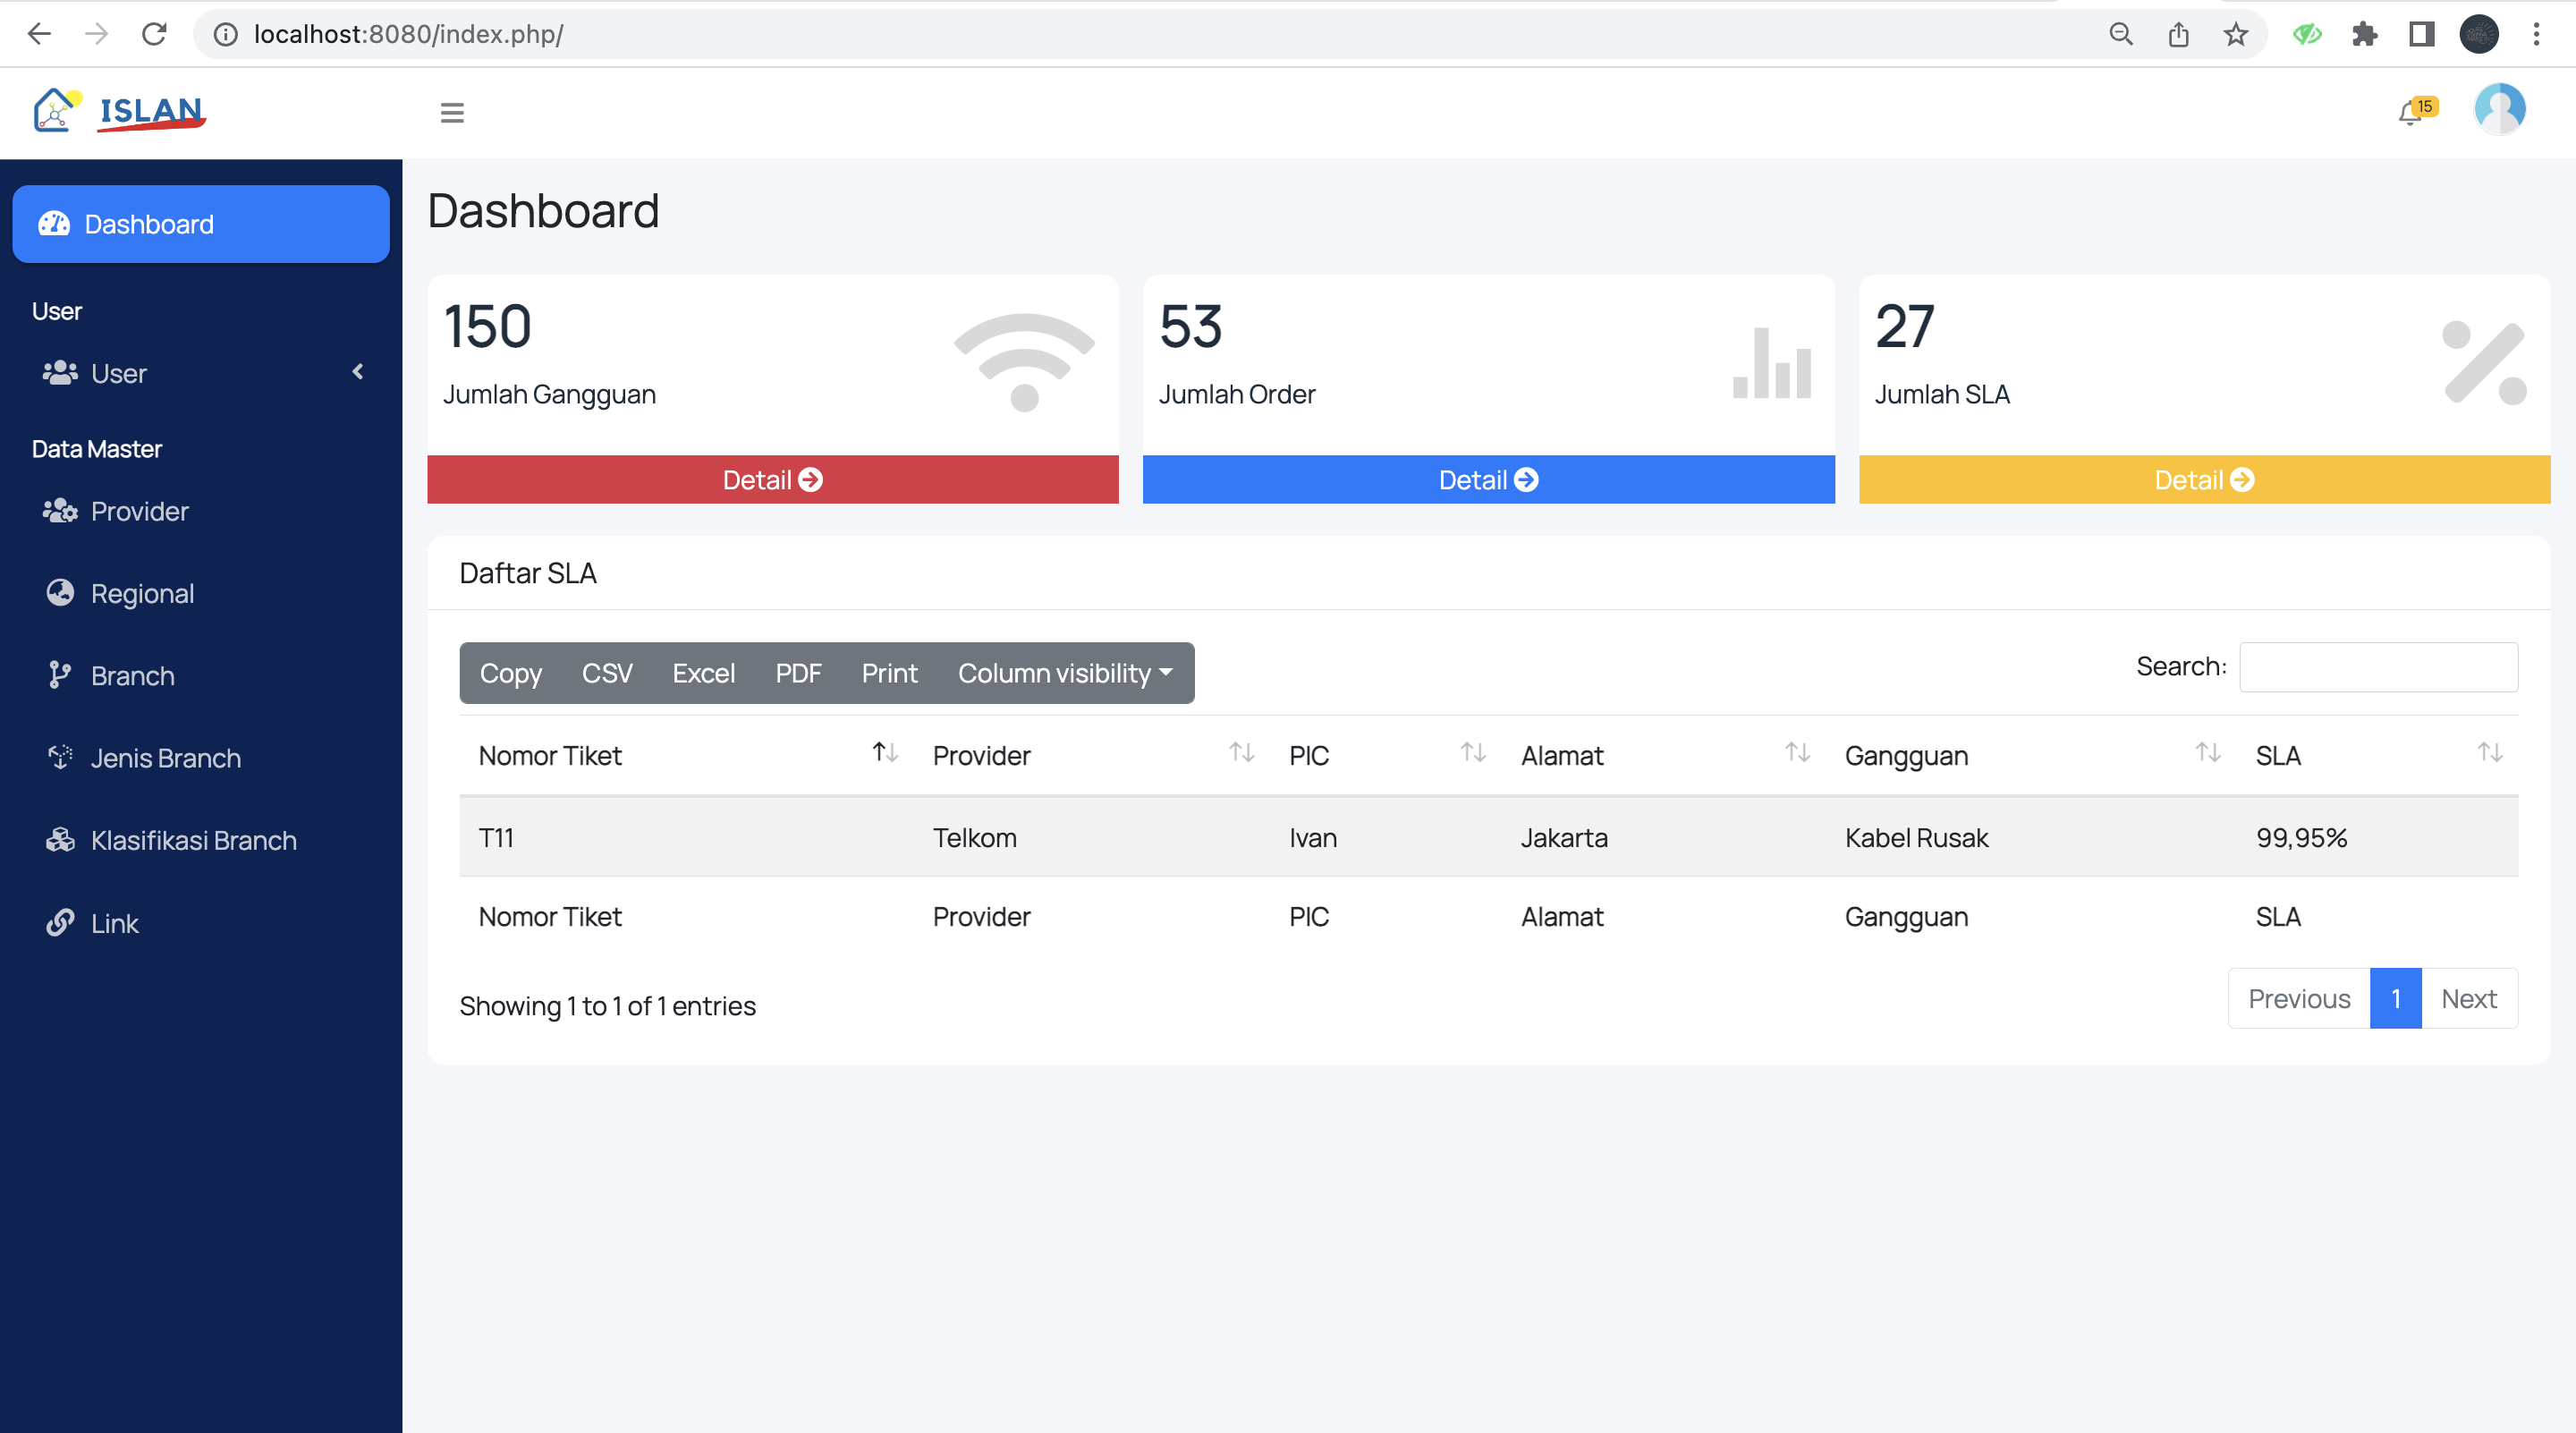 localhost:8080/index.php/
ISLAN
15
Dashboard
User
User
Data Master
Provider
Regional
Branch
Jenis Branch
Klasifikasi Branch
Link
Dashboard
150
Jumlah Gangguan
Detail
53
Jumlah Order
Detail
27
Jumlah SLA
Detail
Daftar SLA
Copy CSV Excel PDF Print Column visibility
Search:
Nomor Tiket Provider PIC Alamat Gangguan SLA
T11 Telkom Ivan Jakarta Kabel Rusak 99,95%
Nomor Tiket Provider PIC Alamat Gangguan SLA
Showing 1 to 1 of 1 entries
Previous 1 Next